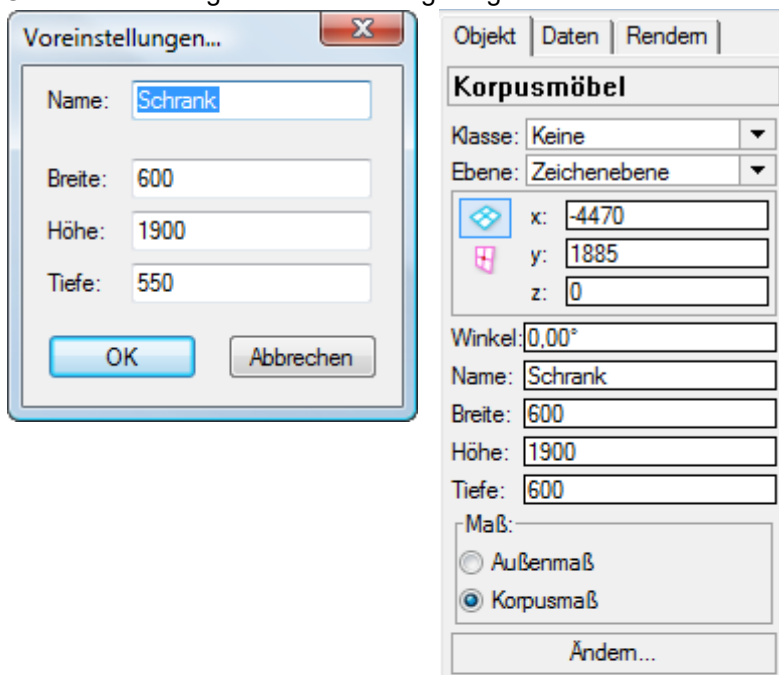 Voreinstellungen...
Name: Schrank
Breite: 600
Höhe: 1900
Tiefe: 550
OK Abbrechen
Objekt Daten Rendern
Korpusmöbel
Klasse: Keine
Ebene: Zeichenebene
x: -4470
y: 1885
z: 0
Winkel: 0,00°
Name: Schrank
Breite: 600
Höhe: 1900
Tiefe: 600
Maß:
Außenmaß
Korpusmaß
Ändern...